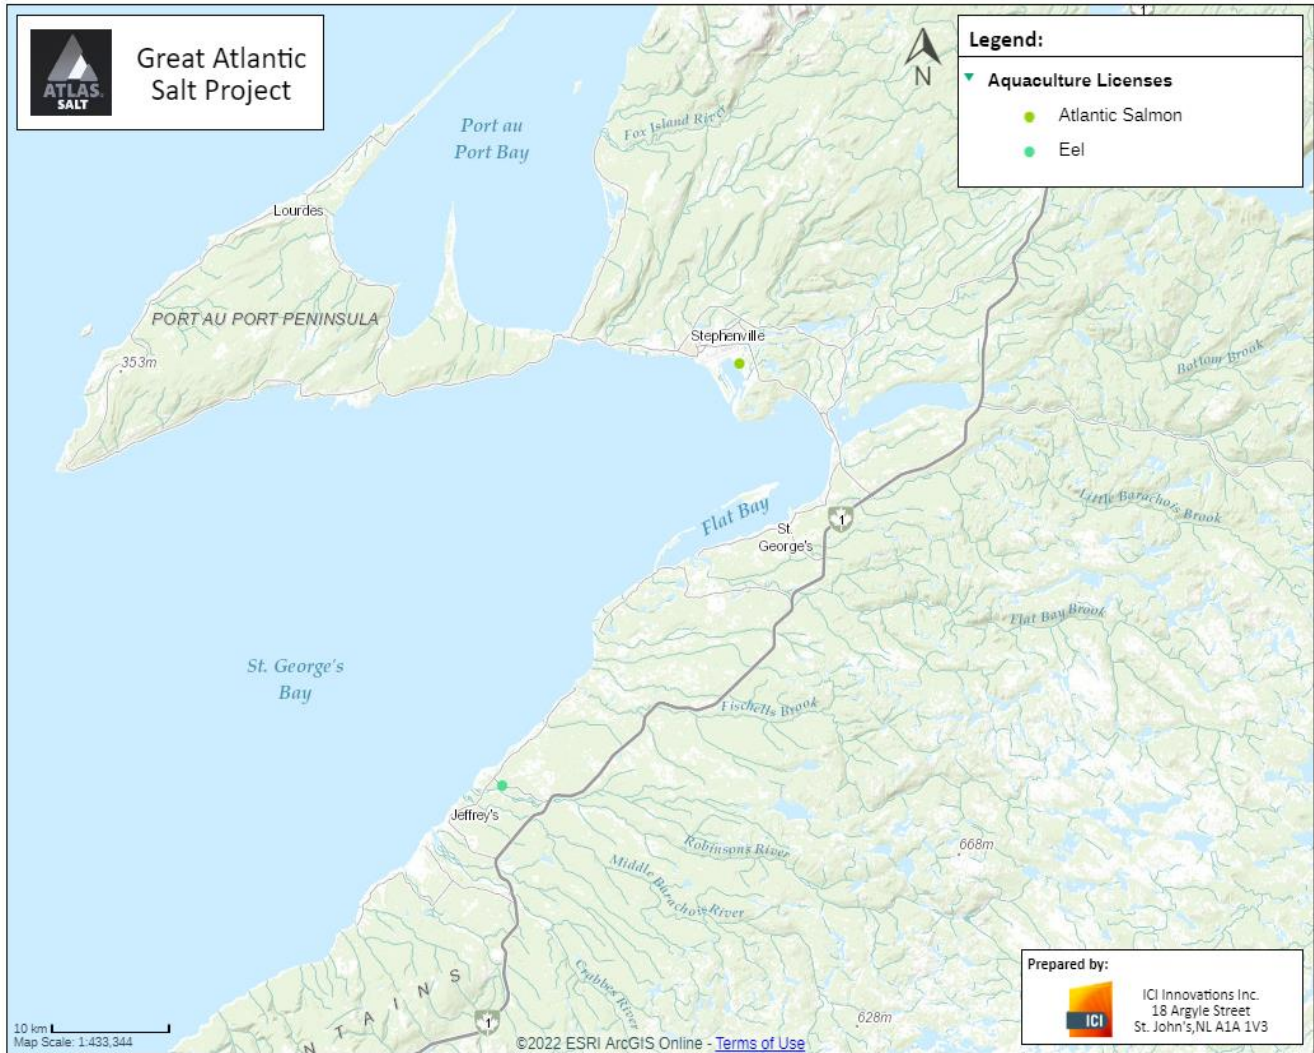 ATLAS
SALT
Great Atlantic
Salt Project
1
N
Legend:
Aquaculture Licenses
Atlantic Salmon
Eel
Port au
Port Bay
Fox Island River
Lourdes
PORT AU PORT PENINSULA
353m
Stephenville
Bottom Brook
Little Barachois Brook
Flat Bay
1
St.
George's
Flat Bay Brook
St. George's
Bay
Fischells Brook
Jeffrey's
Robinsons River
668m
Middle Barachois River
Crabbes River
N T A I N S
1
628m
Prepared by:
ICI
ICI Innovations Inc.
18 Argyle Street
St. John's,NL A1A 1V3
10 km
Map Scale: 1:433,344
©2022 ESRI ArcGIS Online - Terms of Use